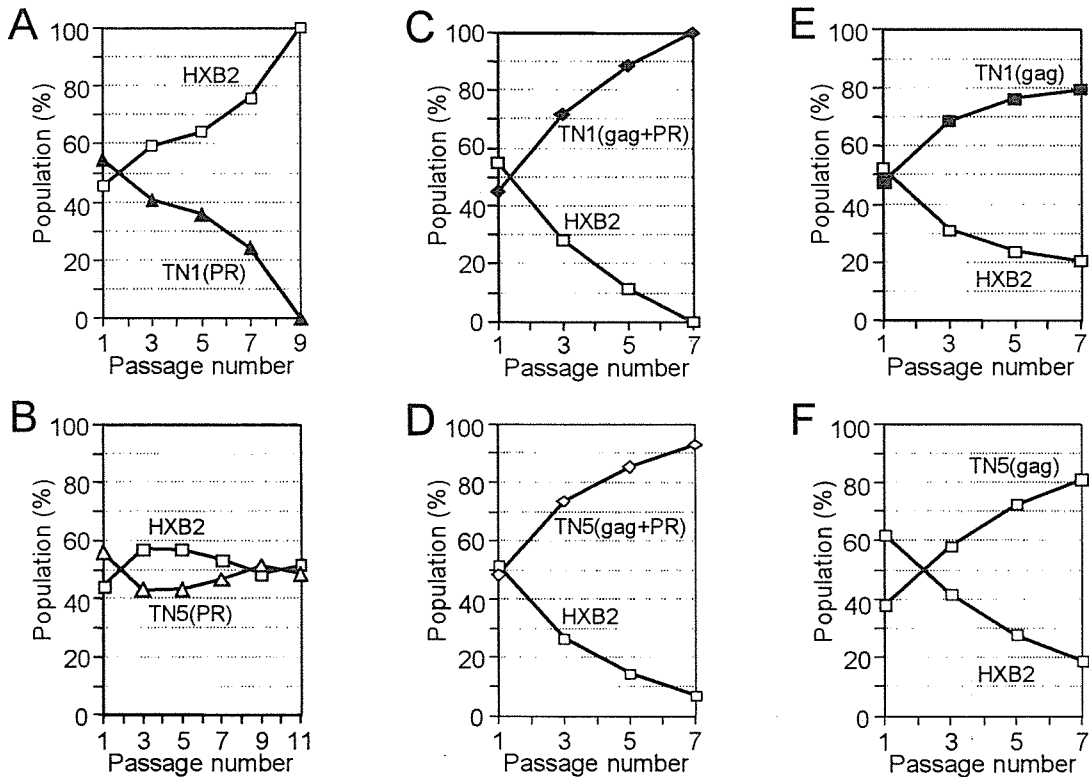 A
Population (%)
100
80
60
40
20
0
HXB2
TN1(PR)
1 3 5 7 9
Passage number
B
Population (%)
100
80
60
40
20
0
HXB2
TN5(PR)
1 3 5 7 9 11
Passage number
C
Population (%)
100
80
60
40
20
0
TN1(gag+PR)
HXB2
1 3 5 7
Passage number
D
Population (%)
100
80
60
40
20
0
TN5(gag+PR)
HXB2
1 3 5 7
Passage number
E
Population (%)
100
80
60
40
20
0
TN1(gag)
HXB2
1 3 5 7
Passage number
F
Population (%)
100
80
60
40
20
0
TN5(gag)
HXB2
1 3 5 7
Passage number